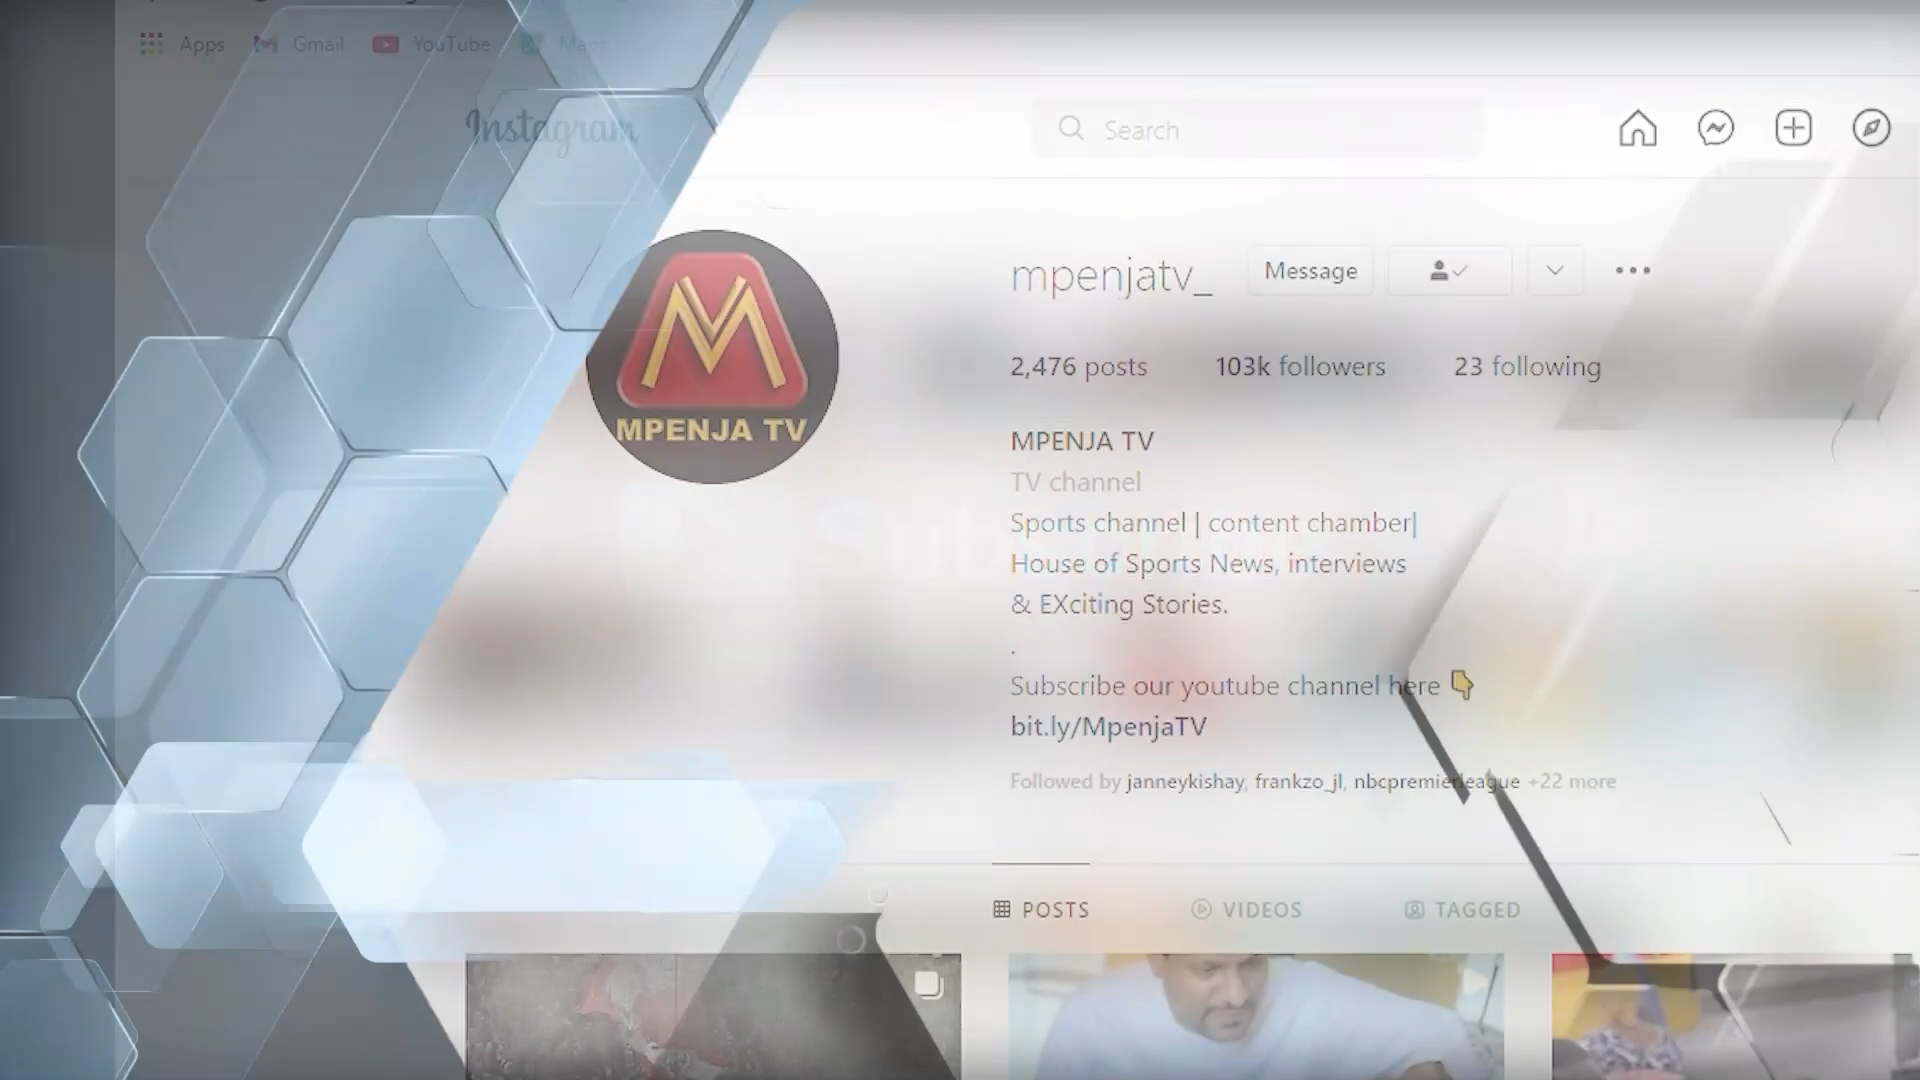 Apps Gmail YouTube Maps
Instagram
Search
mpenjatv_ Message
2,476 posts 103k followers 23 following
MPENJA TV
MPENJA TV
TV channel
Sports channel | content chamber|
House of Sports News, interviews
& EXciting Stories.
.
Subscribe our youtube channel here 👇
bit.ly/MpenjaTV
Followed by janneykishay, frankzo_jl, nbcpremierleague +22 more
POSTS VIDEOS TAGGED